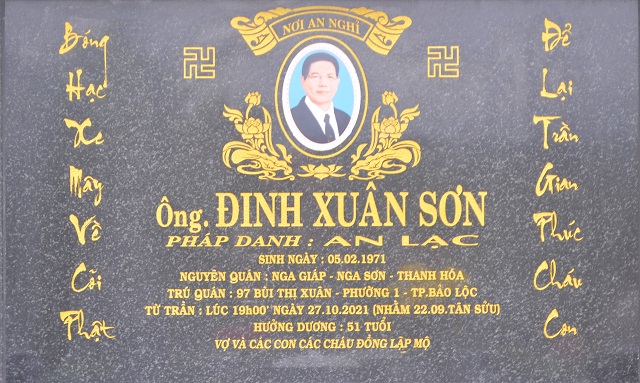 NƠI AN NGHỈ
Bóng
Hạc
Xe
Mây
Về
Cõi
Phật
Để
Lại
Trần
Gian
Phúc
Cháu
Con
Ông. ĐINH XUÂN SƠN
PHÁP DANH : AN LẠC
SINH NGÀY : 05.02.1971
NGUYÊN QUÁN : NGA GIÁP - NGA SƠN - THANH HÓA
TRÚ QUÁN : 97 BÙI THỊ XUÂN - PHƯỜNG 1 - TP.BẢO LỘC
TỪ TRẦN : LÚC 19h00' NGÀY 27.10.2021 (NHẰM 22.09.TÂN SỬU)
HƯỞNG DƯƠNG : 51 TUỔI
VỢ VÀ CÁC CON CÁC CHÁU ĐỒNG LẬP MỘ